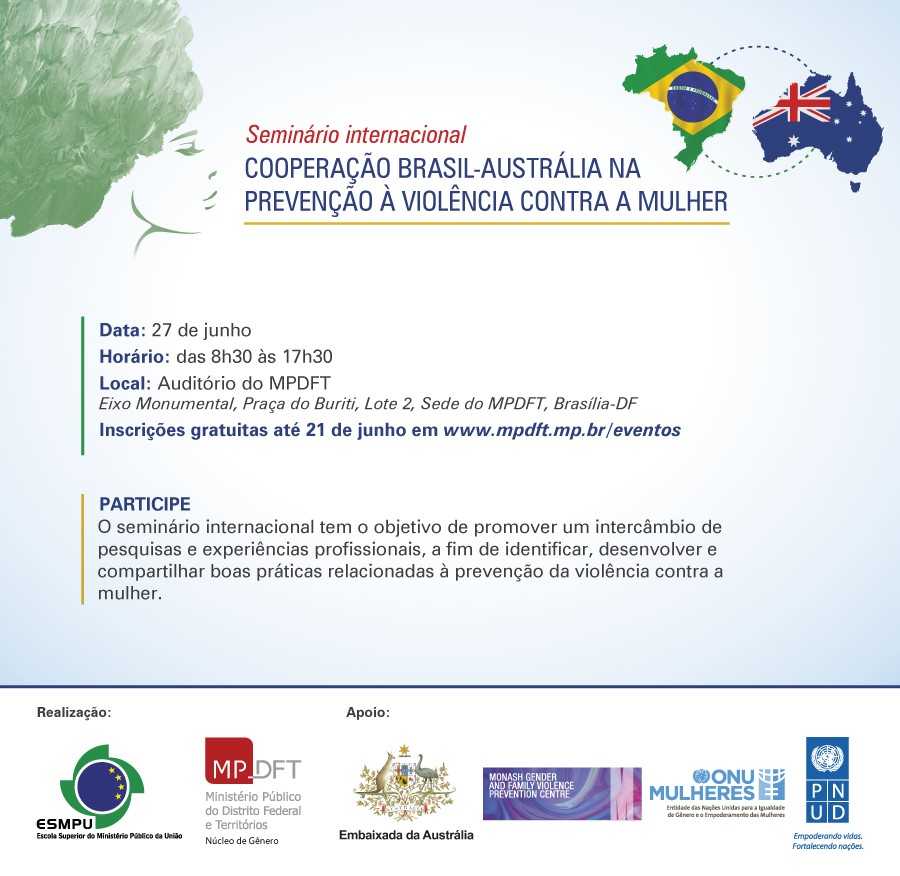 Seminário internacional
COOPERAÇÃO BRASIL-AUSTRÁLIA NA
PREVENÇÃO À VIOLÊNCIA CONTRA A MULHER
Data: 27 de junho
Horário: das 8h30 às 17h30
Local: Auditório do MPDFT
Eixo Monumental, Praça do Buriti, Lote 2, Sede do MPDFT, Brasília-DF
Inscrições gratuitas até 21 de junho em www.mpdft.mp.br/eventos
PARTICIPE
O seminário internacional tem o objetivo de promover um intercâmbio de
pesquisas e experiências profissionais, a fim de identificar, desenvolver e
compartilhar boas práticas relacionadas à prevenção da violência contra a
mulher.
Realização:
Apoio:
ESMPU
Escola Superior do Ministério Público da União
MP DFT
Ministério Público
do Distrito Federal
e Territórios
Núcleo de Gênero
Embaixada da Austrália
MONASH GENDER
AND FAMILY VIOLENCE
PREVENTION CENTRE
ONU
MULHERES
Entidade das Nações Unidas para a Igualdade
de Gênero e o Empoderamento das Mulheres
P N
U D
Empoderando vidas.
Fortalecendo nações.